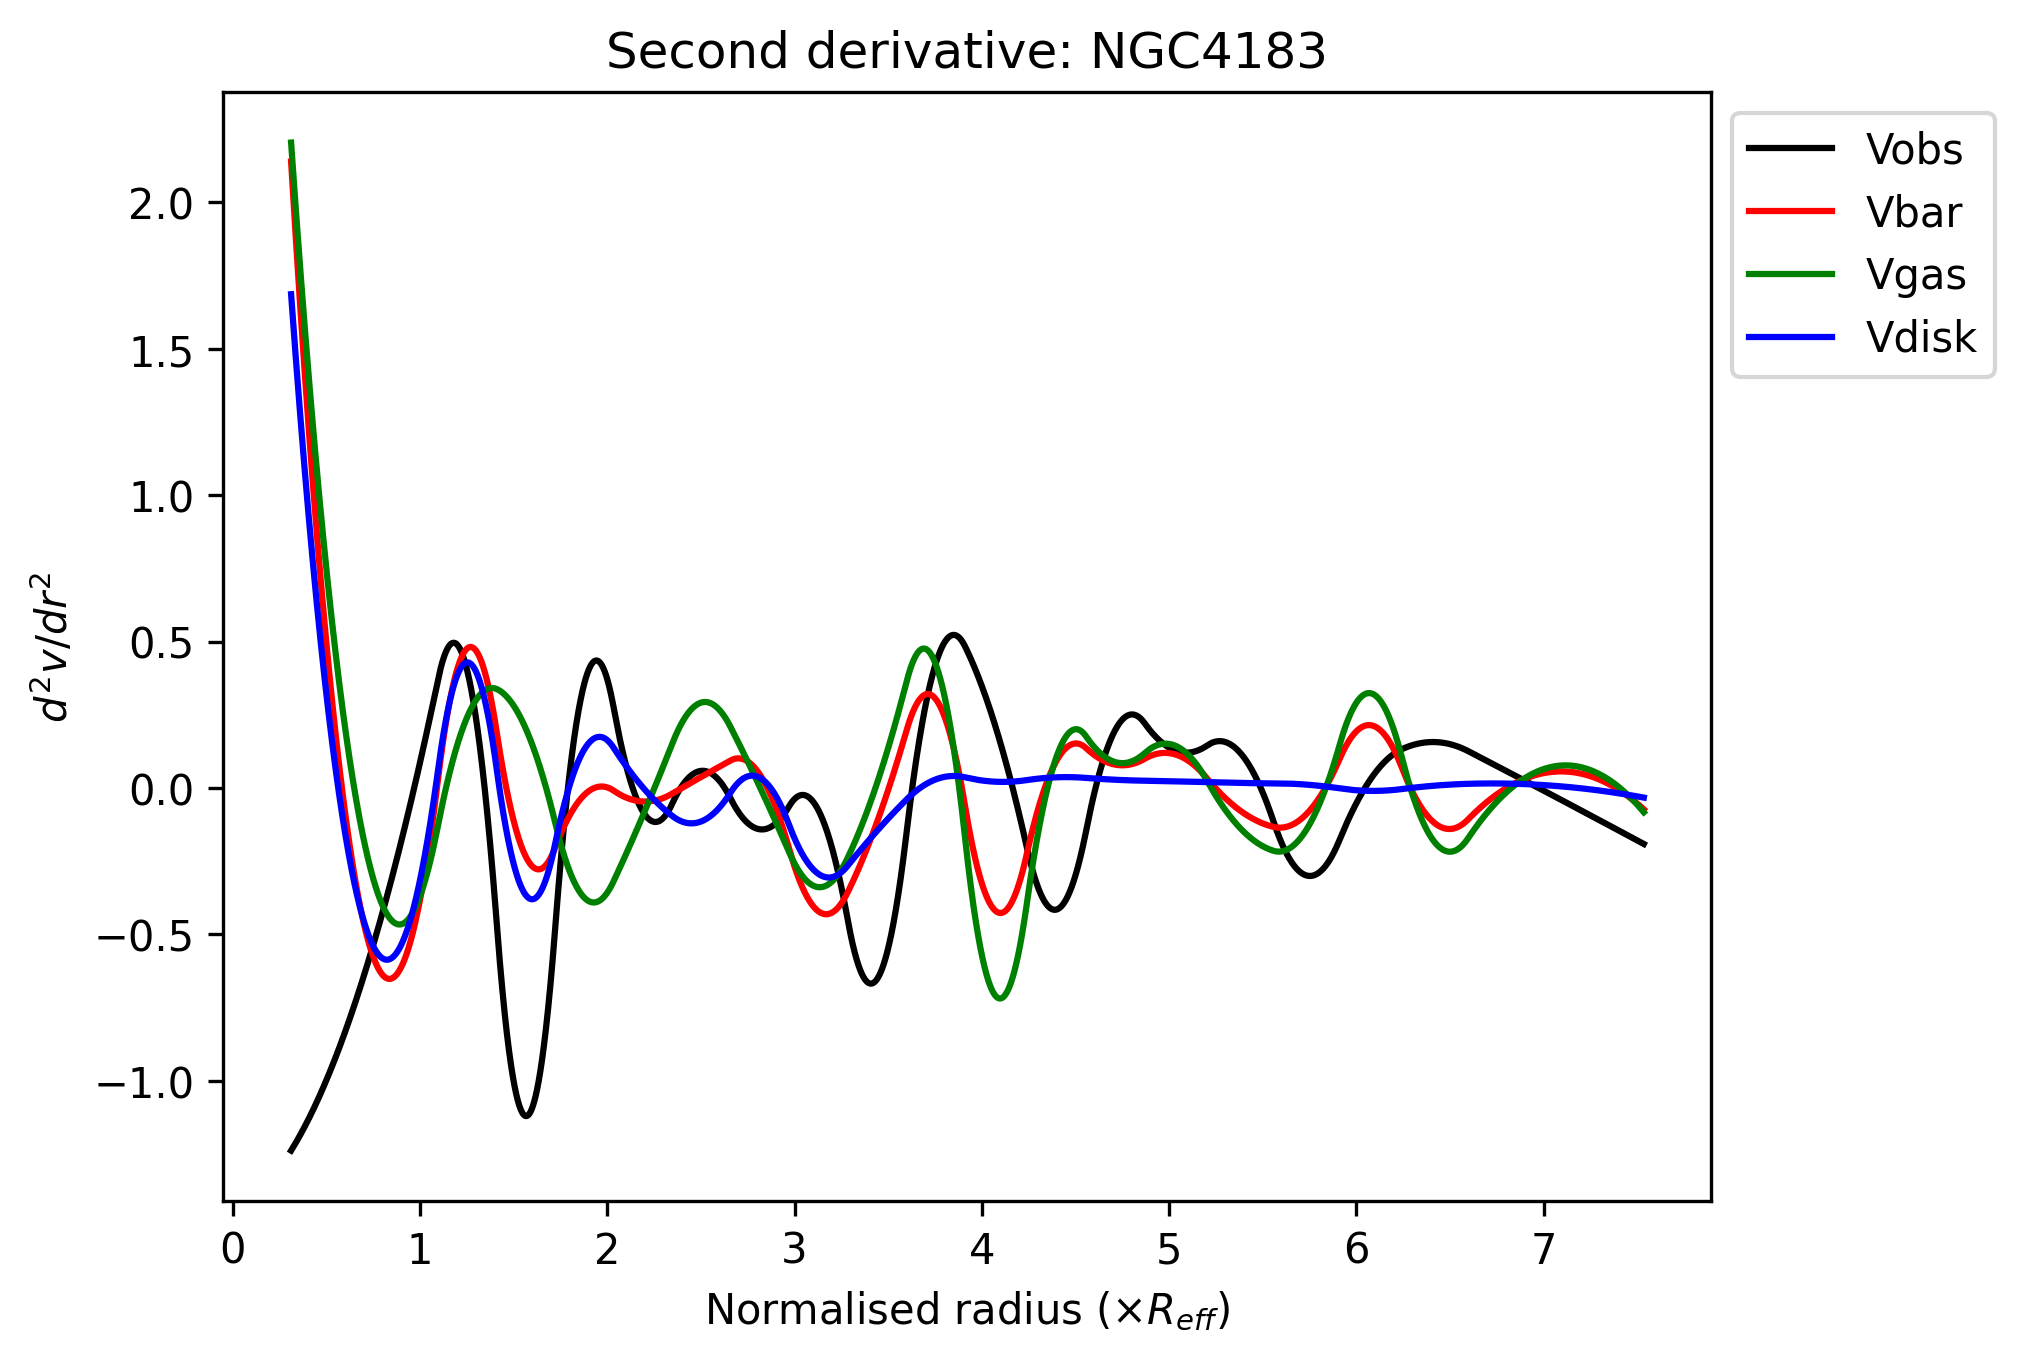 Second derivative: NGC4183
Vobs
Vbar
Vgas
Vdisk
2.0
1.5
1.0
0.5
0.0
−0.5
−1.0
d²v/dr²
0 1 2 3 4 5 6 7
Normalised radius (×R_eff)